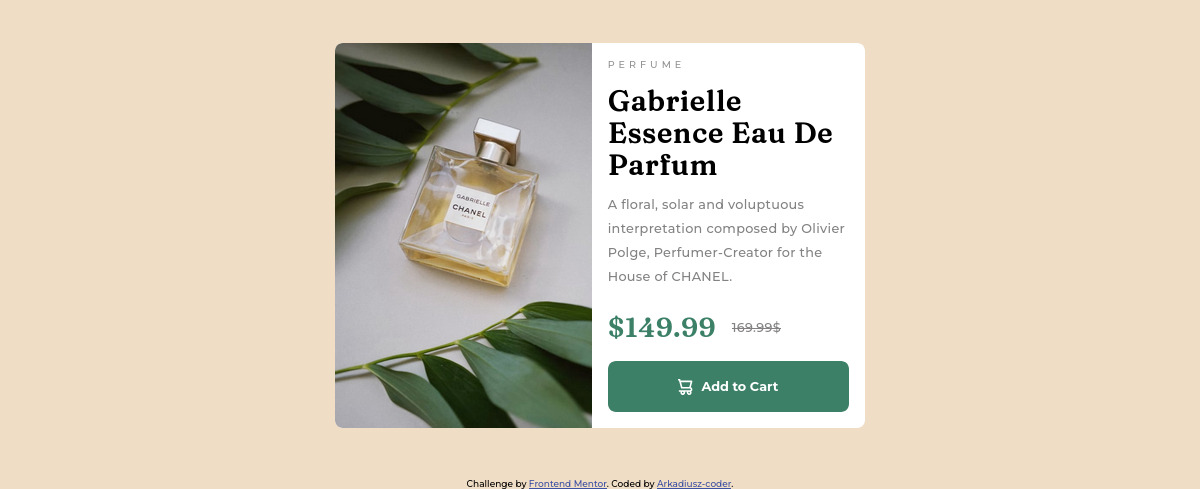 PERFUME
Gabrielle
Essence Eau De
Parfum
A floral, solar and voluptuous
interpretation composed by Olivier
Polge, Perfumer-Creator for the
House of CHANEL.
$149.99 169.99$
Add to Cart
GABRIELLE
CHANEL
PARIS
Challenge by Frontend Mentor. Coded by Arkadiusz-coder.